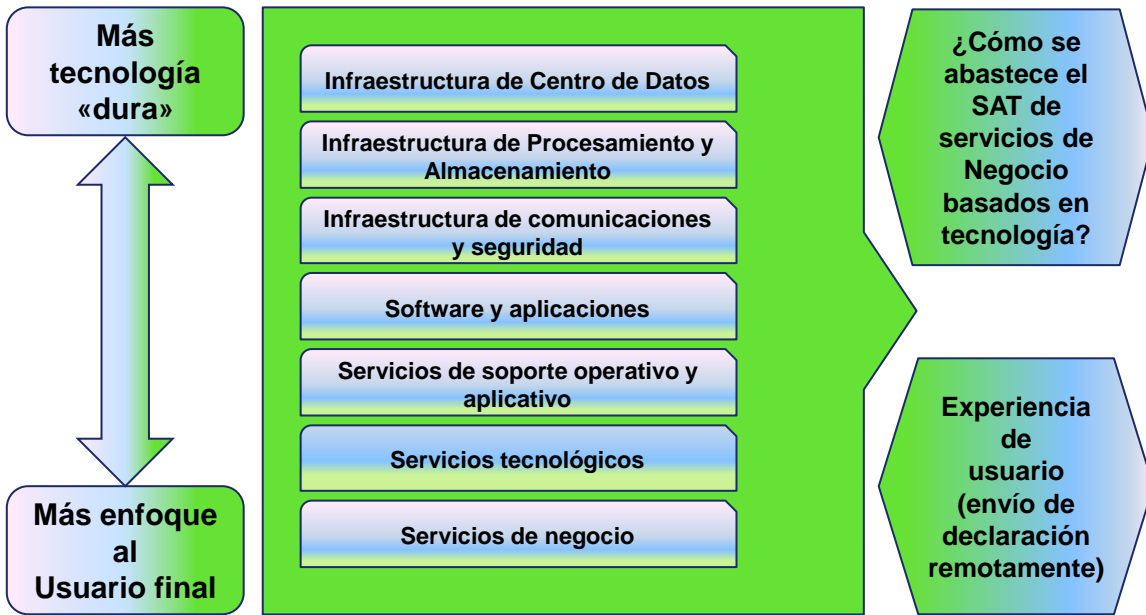 Más
tecnología
«dura»
Más enfoque
al
Usuario final
Infraestructura de Centro de Datos
Infraestructura de Procesamiento y
Almacenamiento
Infraestructura de comunicaciones
y seguridad
Software y aplicaciones
Servicios de soporte operativo y
aplicativo
Servicios tecnológicos
Servicios de negocio
¿Cómo se
abastece el
SAT de
servicios de
Negocio
basados en
tecnología?
Experiencia
de
usuario
(envío de
declaración
remotamente)